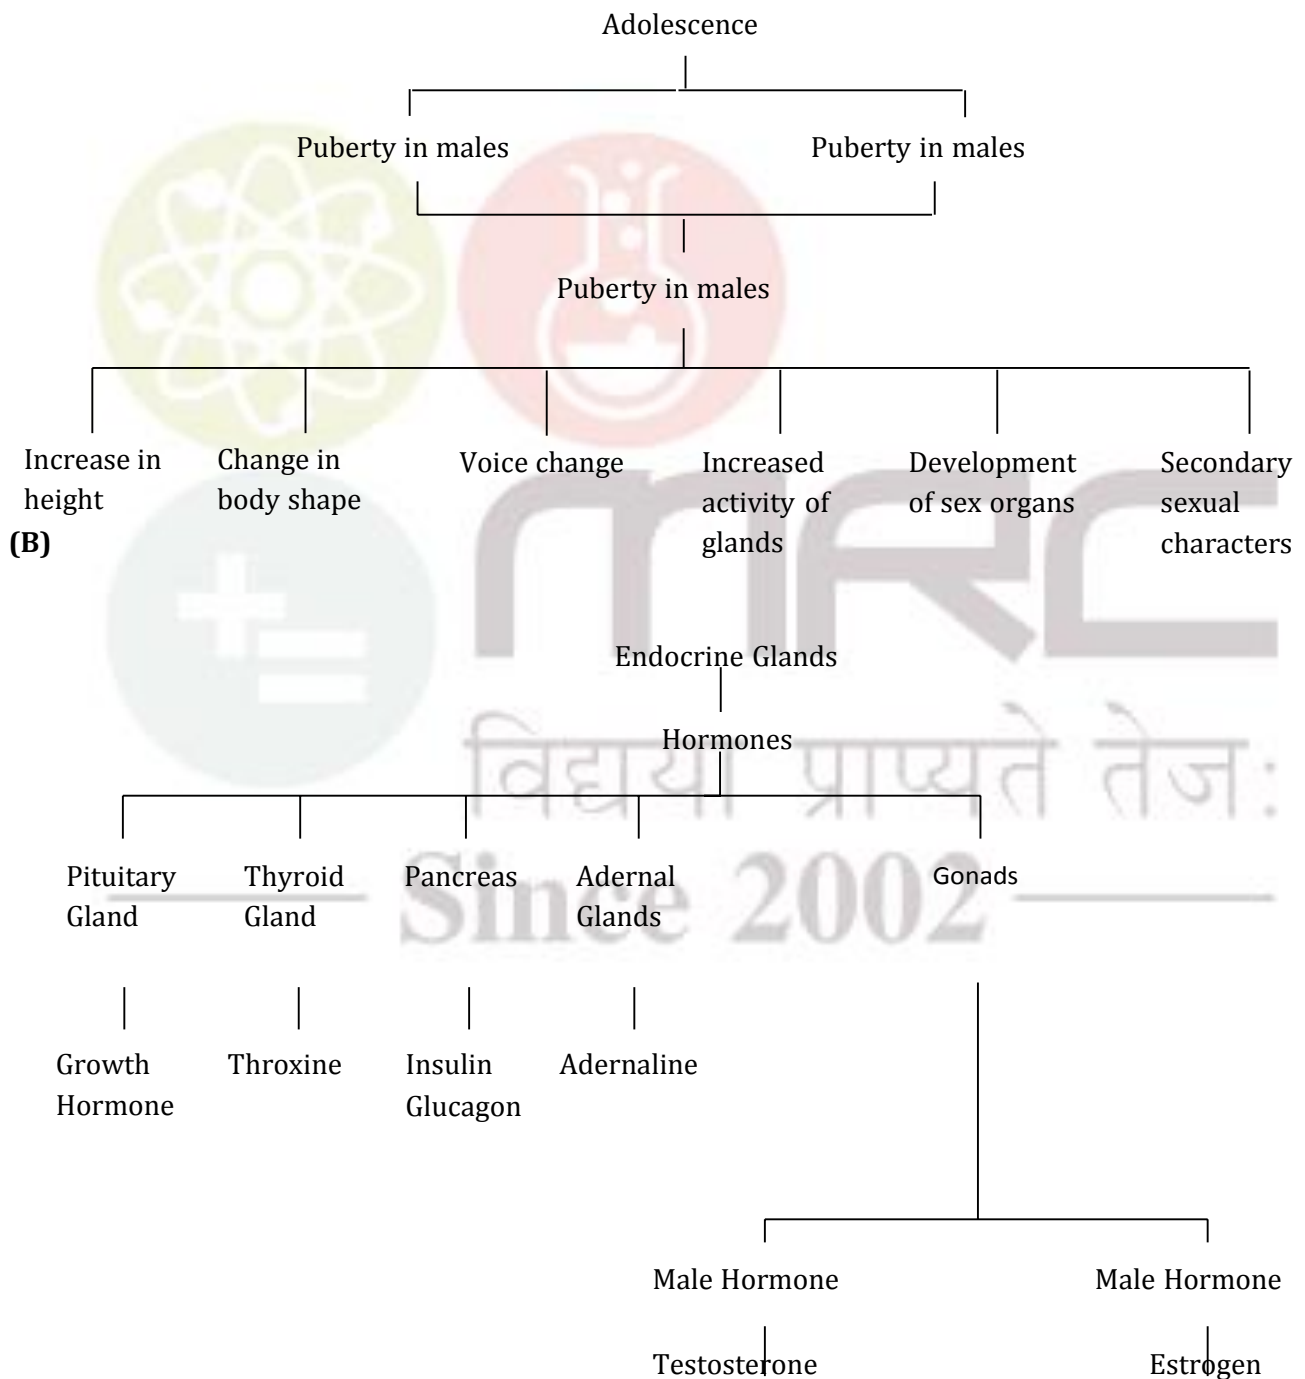 Adolescence
Puberty in males Puberty in males
Puberty in males
Increase in Change in Voice change Increased Development Secondary
height body shape activity of of sex organs sexual
(B) glands characters
MRC
Endocrine Glands
Hormones
विद्यया प्राप्यते तेज:
Pituitary Thyroid Pancreas Adernal Gonads
Gland Gland Glands
Since 2002
Growth Throxine Insulin Adernaline
Hormone Glucagon
Male Hormone Male Hormone
Testosterone Estrogen